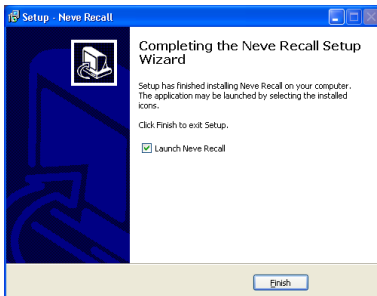 Setup - Neve Recall
Completing the Neve Recall Setup
Wizard
Setup has finished installing Neve Recall on your computer.
The application may be launched by selecting the installed
icons.
Click Finish to exit Setup.
Launch Neve Recall
Finish